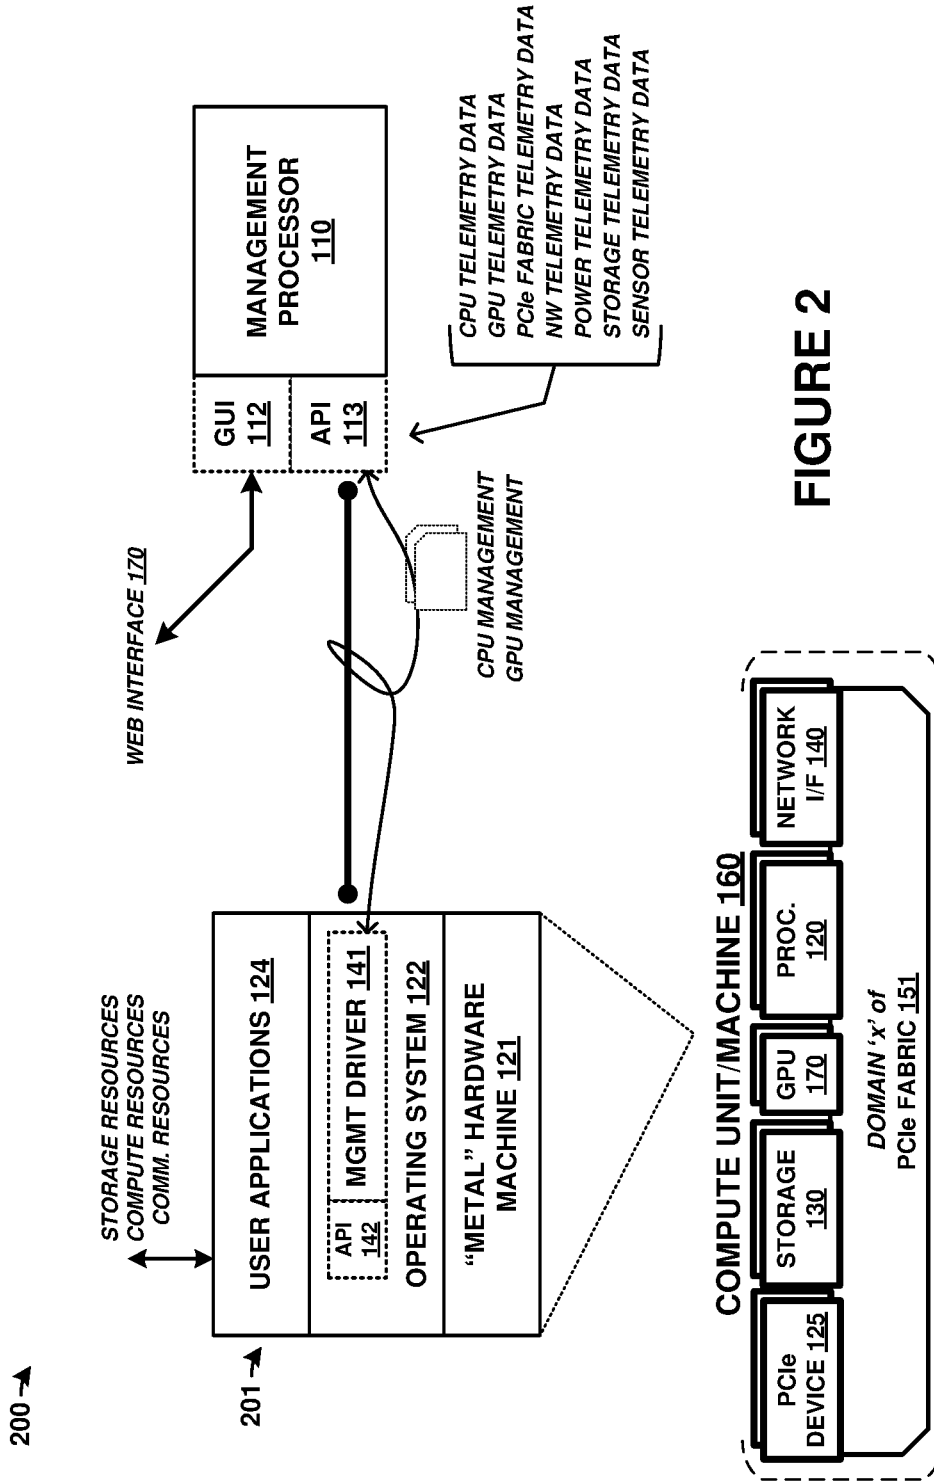 200
201
STORAGE RESOURCES
COMPUTE RESOURCES
COMM. RESOURCES
USER APPLICATIONS 124
API
142
MGMT DRIVER 141
OPERATING SYSTEM 122
“METAL” HARDWARE
MACHINE 121
WEB INTERFACE 170
GUI
112
API
113
MANAGEMENT
PROCESSOR
110
CPU MANAGEMENT
GPU MANAGEMENT
CPU TELEMETRY DATA
GPU TELEMETRY DATA
PCIe FABRIC TELEMETRY DATA
NW TELEMETRY DATA
POWER TELEMETRY DATA
STORAGE TELEMETRY DATA
SENSOR TELEMETRY DATA
COMPUTE UNIT/MACHINE 160
PCIe
DEVICE 125
STORAGE
130
GPU
170
PROC.
120
NETWORK
I/F 140
DOMAIN ‘x’ of
PCIe FABRIC 151
FIGURE 2